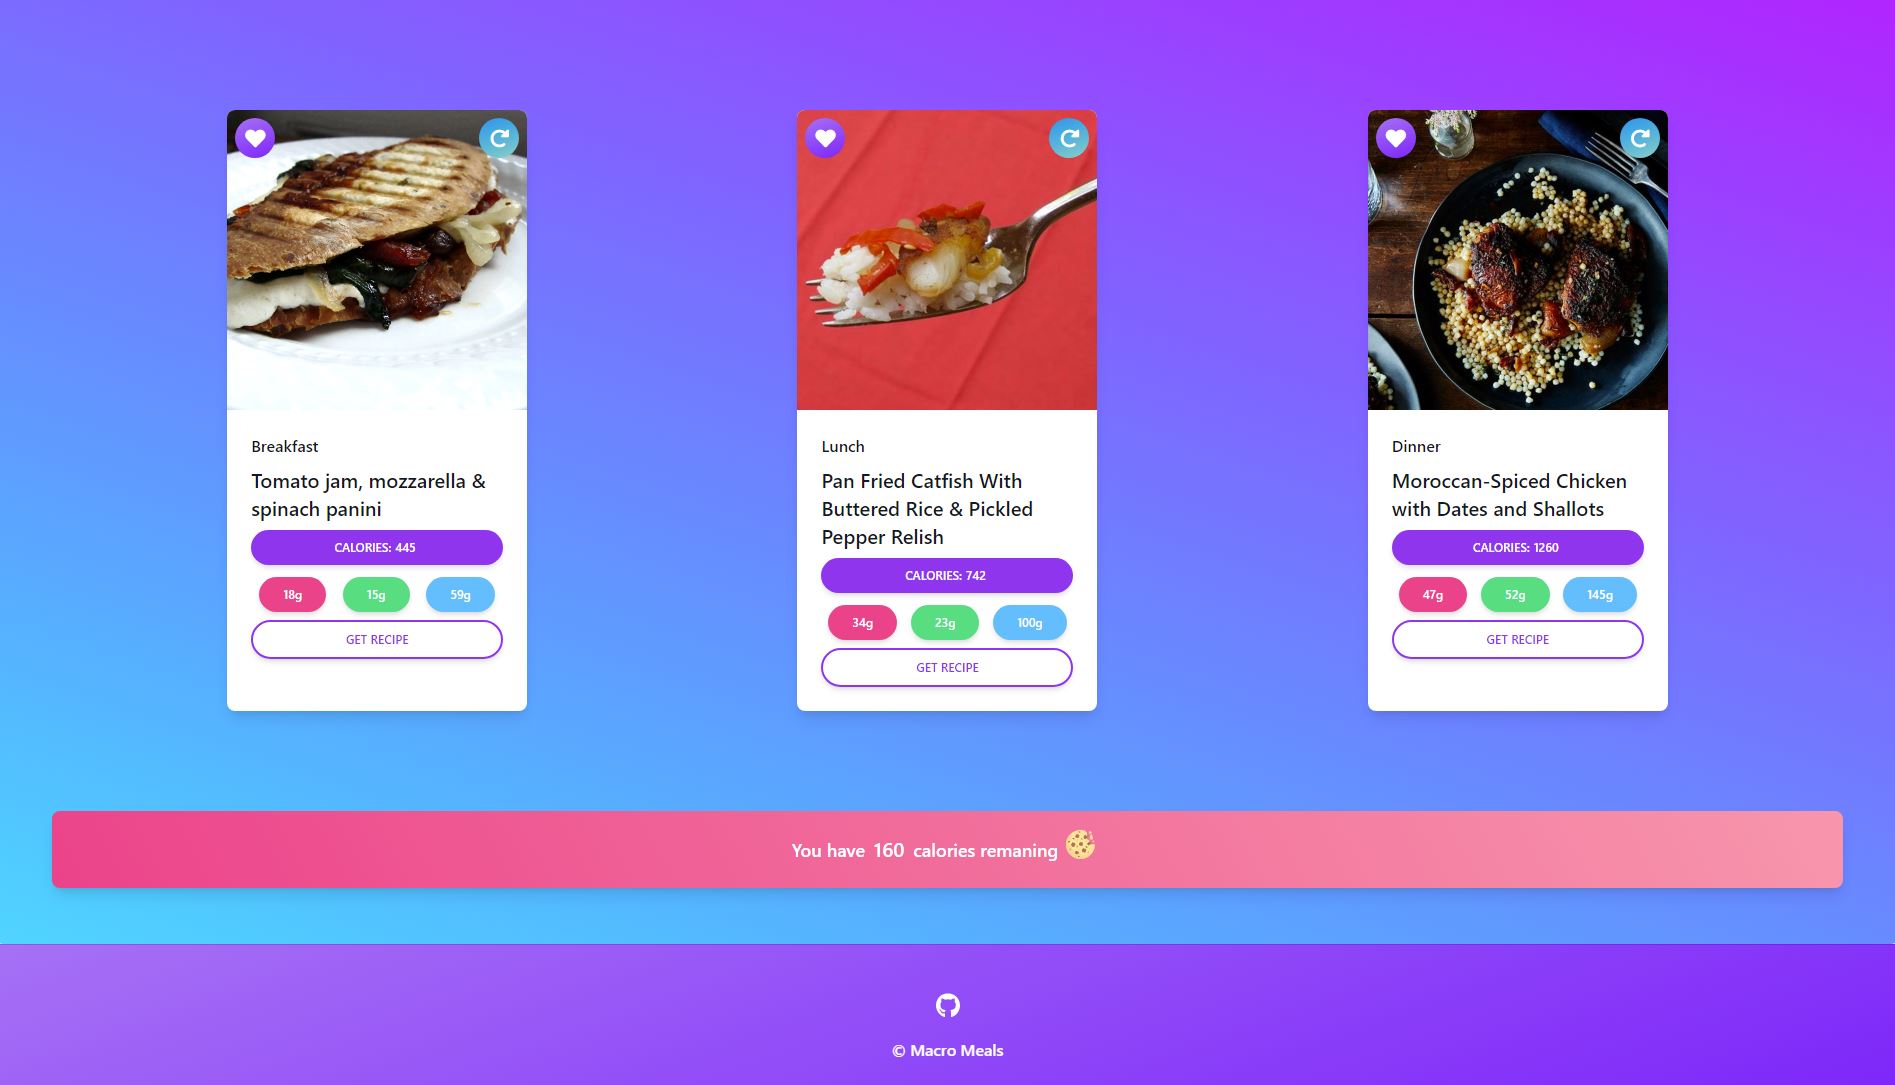 Breakfast
Tomato jam, mozzarella &
spinach panini
CALORIES: 445
18g 15g 59g
GET RECIPE
Lunch
Pan Fried Catfish With
Buttered Rice & Pickled
Pepper Relish
CALORIES: 742
34g 23g 100g
GET RECIPE
Dinner
Moroccan-Spiced Chicken
with Dates and Shallots
CALORIES: 1260
47g 52g 145g
GET RECIPE
You have 160 calories remaning
© Macro Meals